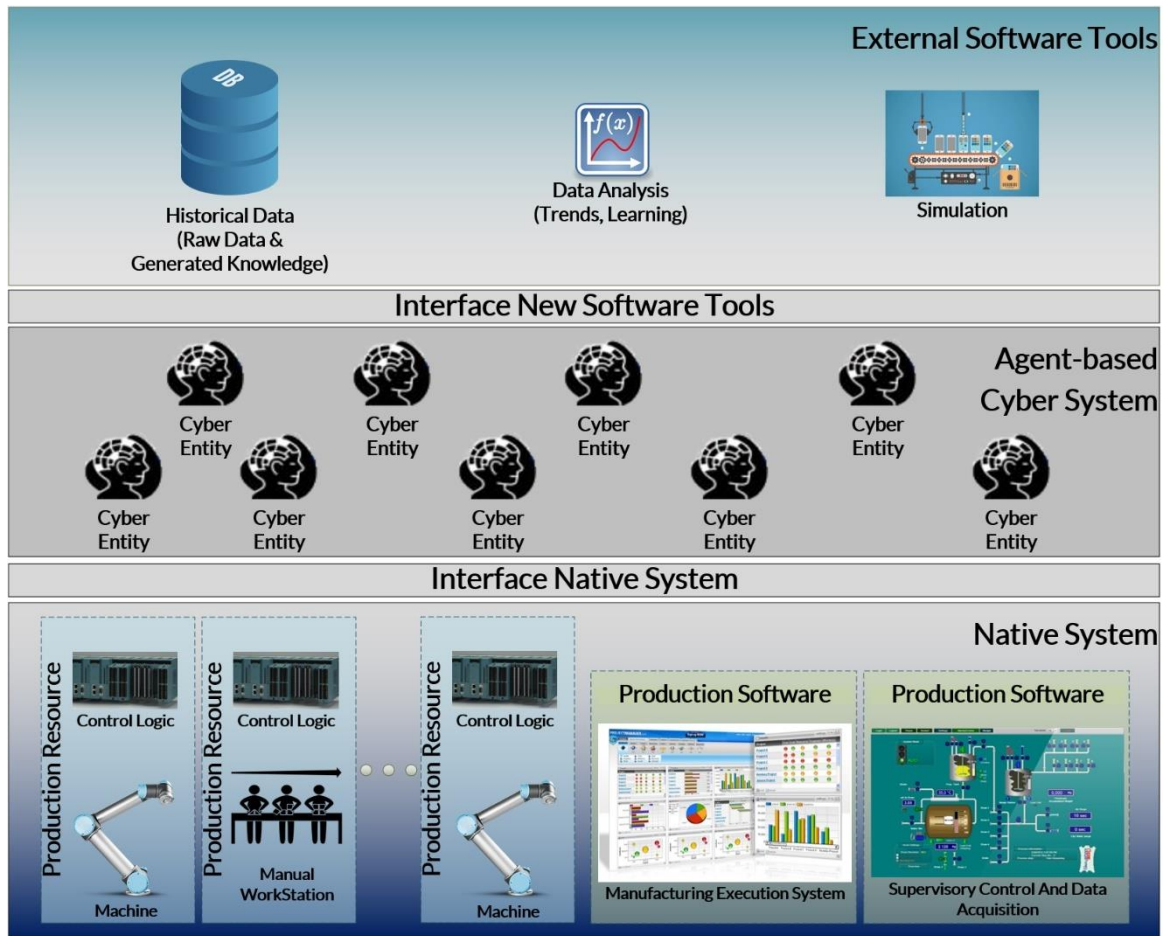 External Software Tools
DB
f(x)
Historical Data
(Raw Data &
Generated Knowledge)
Data Analysis
(Trends, Learning)
Simulation
Interface New Software Tools
Agent-based
Cyber System
Cyber
Entity
Cyber
Entity
Cyber
Entity
Cyber
Entity
Cyber
Entity
Cyber
Entity
Cyber
Entity
Cyber
Entity
Cyber
Entity
Interface Native System
Native System
Production Resource
Control Logic
Machine
Production Resource
Control Logic
Manual
WorkStation
Production Resource
Control Logic
Machine
Production Software
Manufacturing Execution System
Production Software
Supervisory Control And Data
Acquisition